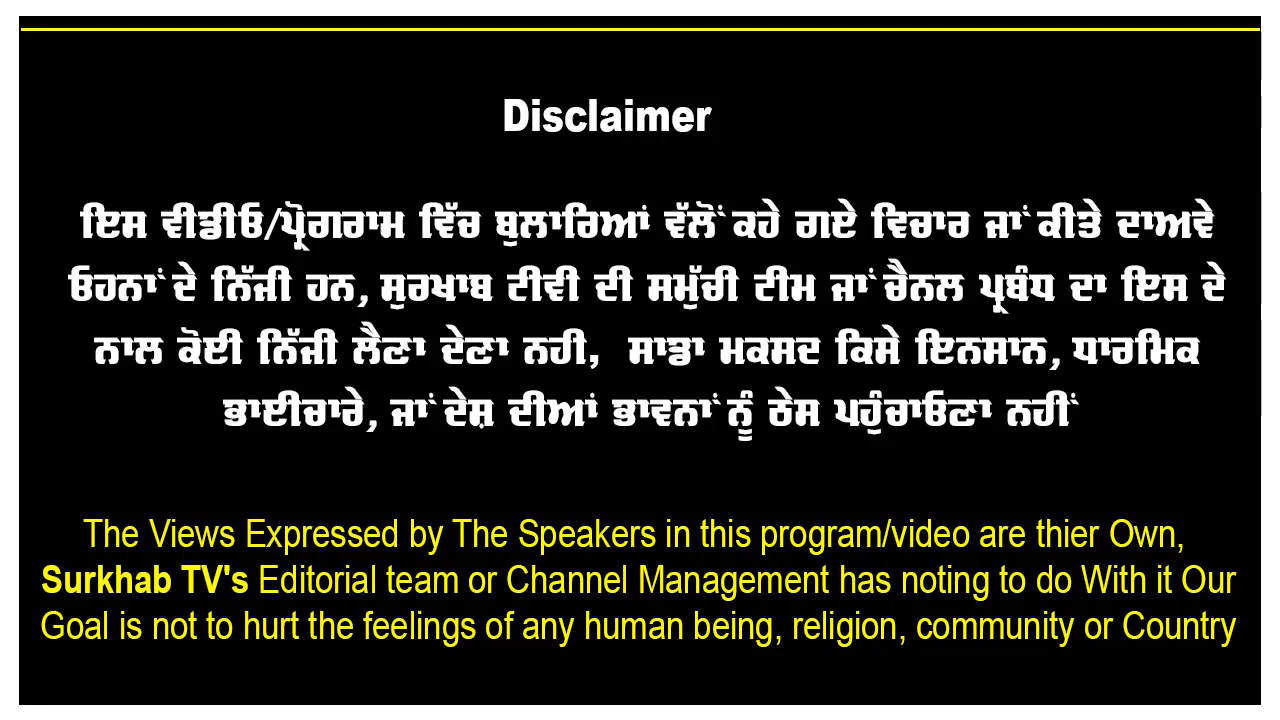 Disclaimer
ਇਸ ਵੀਡੀਓ/ਪ੍ਰੋਗਰਾਮ ਵਿੱਚ ਬੁਲਾਰਿਆਂ ਵੱਲੋਂ ਕਹੇ ਗਏ ਵਿਚਾਰ ਜਾਂ ਕੀਤੇ ਦਾਅਵੇ
ਓਹਨਾਂ ਦੇ ਨਿੱਜੀ ਹਨ, ਸੁਰਖਾਬ ਟੀਵੀ ਦੀ ਸਮੁੱਚੀ ਟੀਮ ਜਾਂ ਚੈਨਲ ਪ੍ਰਬੰਧ ਦਾ ਇਸ ਦੇ
ਨਾਲ ਕੋਈ ਨਿੱਜੀ ਲੈਣਾ ਦੇਣਾ ਨਹੀ, ਸਾਡਾ ਮਕਸਦ ਕਿਸੇ ਇਨਸਾਨ, ਧਾਰਮਿਕ
ਭਾਈਚਾਰੇ, ਜਾਂ ਦੇਸ਼ ਦੀਆਂ ਭਾਵਨਾਂ ਨੂੰ ਠੇਸ ਪਹੁੰਚਾਓਣਾ ਨਹੀਂ
The Views Expressed by The Speakers in this program/video are thier Own,
Surkhab TV's Editorial team or Channel Management has noting to do With it Our
Goal is not to hurt the feelings of any human being, religion, community or Country